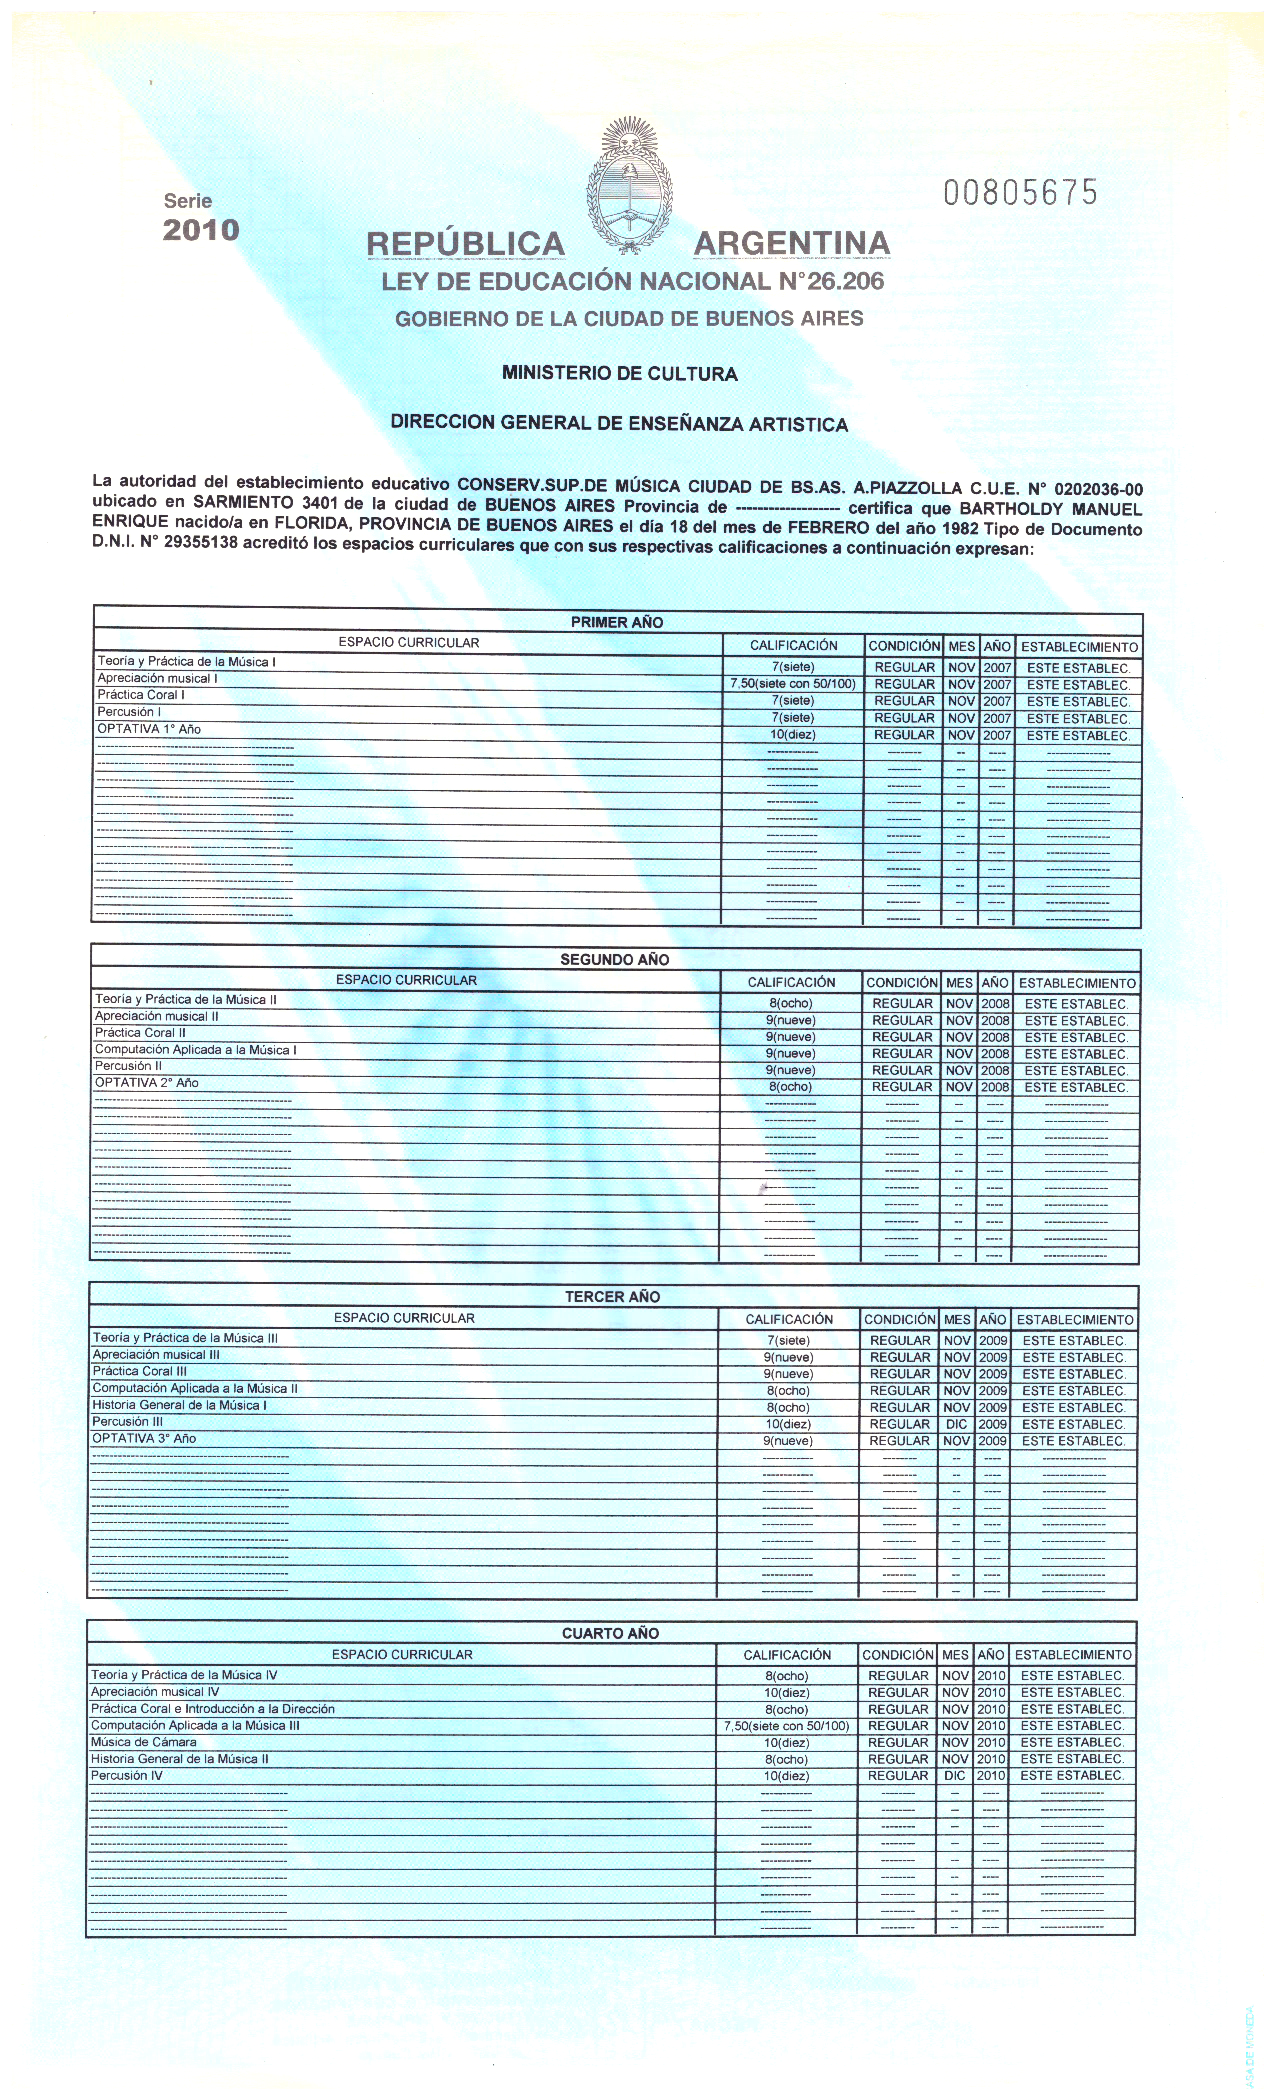 Serie
2010
00805675
REPÚBLICA ARGENTINA
LEY DE EDUCACIÓN NACIONAL N°26.206
GOBIERNO DE LA CIUDAD DE BUENOS AIRES
MINISTERIO DE CULTURA
DIRECCION GENERAL DE ENSEÑANZA ARTISTICA
La autoridad del establecimiento educativo CONSERV.SUP.DE MÚSICA CIUDAD DE BS.AS. A.PIAZZOLLA C.U.E. N° 0202036-00
ubicado en SARMIENTO 3401 de la ciudad de BUENOS AIRES Provincia de ------------------ certifica que BARTHOLDY MANUEL
ENRIQUE nacido/a en FLORIDA, PROVINCIA DE BUENOS AIRES el día 18 del mes de FEBRERO del año 1982 Tipo de Documento
D.N.I. N° 29355138 acreditó los espacios curriculares que con sus respectivas calificaciones a continuación expresan:
PRIMER AÑO
ESPACIO CURRICULAR CALIFICACIÓN CONDICIÓN MES AÑO ESTABLECIMIENTO
Teoría y Práctica de la Música I 7(siete) REGULAR NOV 2007 ESTE ESTABLEC.
Apreciación musical I 7,50(siete con 50/100) REGULAR NOV 2007 ESTE ESTABLEC.
Práctica Coral I 7(siete) REGULAR NOV 2007 ESTE ESTABLEC.
Percusión I 7(siete) REGULAR NOV 2007 ESTE ESTABLEC.
OPTATIVA 1° Año 10(diez) REGULAR NOV 2007 ESTE ESTABLEC.
SEGUNDO AÑO
ESPACIO CURRICULAR CALIFICACIÓN CONDICIÓN MES AÑO ESTABLECIMIENTO
Teoría y Práctica de la Música II 8(ocho) REGULAR NOV 2008 ESTE ESTABLEC.
Apreciación musical II 9(nueve) REGULAR NOV 2008 ESTE ESTABLEC.
Práctica Coral II 9(nueve) REGULAR NOV 2008 ESTE ESTABLEC.
Computación Aplicada a la Música I 9(nueve) REGULAR NOV 2008 ESTE ESTABLEC.
Percusión II 9(nueve) REGULAR NOV 2008 ESTE ESTABLEC.
OPTATIVA 2° Año 8(ocho) REGULAR NOV 2008 ESTE ESTABLEC.
TERCER AÑO
ESPACIO CURRICULAR CALIFICACIÓN CONDICIÓN MES AÑO ESTABLECIMIENTO
Teoría y Práctica de la Música III 7(siete) REGULAR NOV 2009 ESTE ESTABLEC.
Apreciación musical III 9(nueve) REGULAR NOV 2009 ESTE ESTABLEC.
Práctica Coral III 9(nueve) REGULAR NOV 2009 ESTE ESTABLEC.
Computación Aplicada a la Música II 8(ocho) REGULAR NOV 2009 ESTE ESTABLEC.
Historia General de la Música I 8(ocho) REGULAR NOV 2009 ESTE ESTABLEC.
Percusión III 10(diez) REGULAR DIC 2009 ESTE ESTABLEC.
OPTATIVA 3° Año 9(nueve) REGULAR NOV 2009 ESTE ESTABLEC.
CUARTO AÑO
ESPACIO CURRICULAR CALIFICACIÓN CONDICIÓN MES AÑO ESTABLECIMIENTO
Teoría y Práctica de la Música IV 8(ocho) REGULAR NOV 2010 ESTE ESTABLEC.
Apreciación musical IV 10(diez) REGULAR NOV 2010 ESTE ESTABLEC.
Práctica Coral e Introducción a la Dirección 8(ocho) REGULAR NOV 2010 ESTE ESTABLEC.
Computación Aplicada a la Música III 7,50(siete con 50/100) REGULAR NOV 2010 ESTE ESTABLEC.
Música de Cámara 10(diez) REGULAR NOV 2010 ESTE ESTABLEC.
Historia General de la Música II 8(ocho) REGULAR NOV 2010 ESTE ESTABLEC.
Percusión IV 10(diez) REGULAR DIC 2010 ESTE ESTABLEC.
ASA DE MONEDA